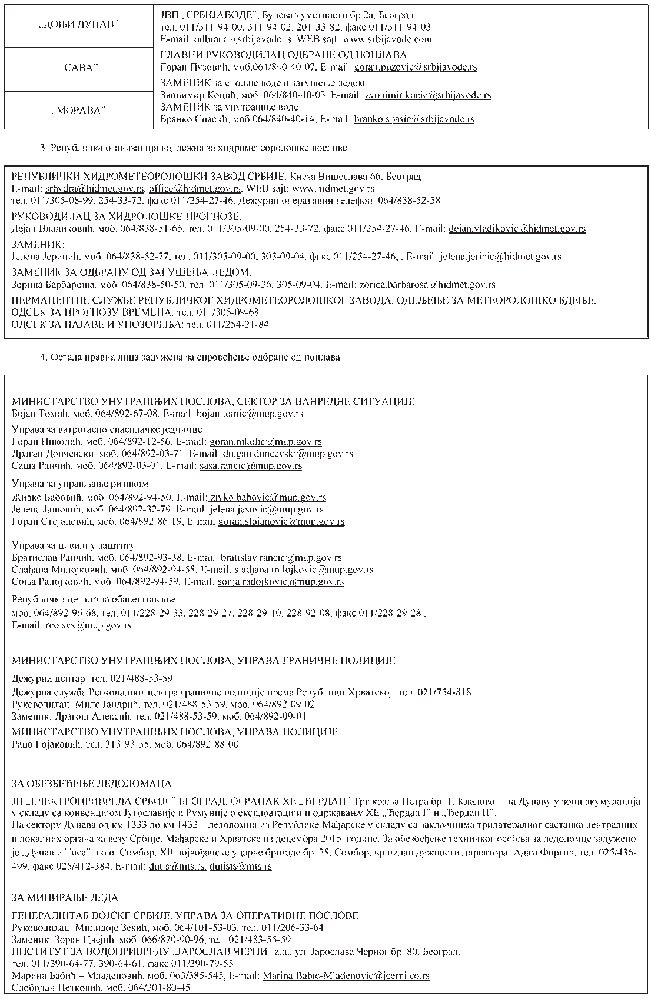 „ДОЊИ ДУНАВ“
ЈВП „СРБИЈАВОДЕ“, Булевар уметности бр 2а, Београд
тел. 011/311-94-00, 311-94-02, 201-33-82, факс 011/311-94-03
E-mail: odbrana@srbijavode.rs, WEB sajt: www.srbijavode.com
„САВА“
ГЛАВНИ РУКОВОДИЛАЦ ОДБРАНЕ ОД ПОПЛАВА:
Горан Пузовић, моб.064/840-40-07, E-mail: goran.puzovic@srbijavode.rs
ЗАМЕНИК за спољне воде и загушење ледом:
Звонимир Коцић, моб. 064/840-40-03, E-mail: zvonimir.kocic@srbijavode.rs
„МОРАВА“
ЗАМЕНИК за унутрашње воде:
Бранко Спасић, моб.064/840-40-14, E-mail: branko.spasic@srbijavode.rs
3. Републичка оганизација надлежна за хидрометеоролошке послове
РЕПУБЛИЧКИ ХИДРОМЕТЕОРОЛОШКИ ЗАВОД СРБИЈЕ, Кнеза Вишеслава 66, Београд
E-mail: srhydra@hidmet.gov.rs, office@hidmet.gov.rs, WEB sajt: www.hidmet.gov.rs
тел. 011/305-08-99, 254-33-72, факс 011/254-27-46, Дежурни оперативни телефон: 064/838-52-58
РУКОВОДИЛАЦ ЗА ХИДРОЛОШКЕ ПРОГНОЗЕ:
Дејан Владиковић, моб. 064/838-51-65, тел. 011/305-09-00, 254-33-72, факс 011/254-27-46, E-mail: dejan.vladikovic@hidmet.gov.rs
ЗАМЕНИК:
Јелена Јеринић, моб. 064/838-52-77, тел. 011/305-09-00, 305-09-04, факс 011/254-27-46, , E-mail: jelena.jerinic@hidmet.gov.rs
ЗАМЕНИК ЗА ОДБРАНУ ОД ЗАГУШЕЊА ЛЕДОМ:
Зорица Барбароша, моб. 064/838-50-50, тел. 011/305-09-36, 305-09-04, E-mail: zorica.barbarosa@hidmet.gov.rs
ПЕРМАНЕНТНЕ СЛУЖБЕ РЕПУБЛИЧКОГ ХИДРОМЕТЕОРОЛОШКОГ ЗАВОДА, ОДЕЉЕЊЕ ЗА МЕТЕОРОЛОШКО БДЕЊЕ:
ОДСЕК ЗА ПРОГНОЗУ ВРЕМЕНА: тел. 011/305-09-68
ОДСЕК ЗА НАЈАВЕ И УПОЗОРЕЊА: тел. 011/254-21-84
4. Остала правна лица задужена за спровођење одбране од поплава
МИНИСТАРСТВО УНУТРАШЊИХ ПОСЛОВА, СЕКТОР ЗА ВАНРЕДНЕ СИТУАЦИЈЕ
Бојан Томић, моб. 064/892-67-08, E-mail: bojan.tomic@mup.gov.rs
Управа за ватрогасно спасилачке јединице
Горан Николић, моб. 064/892-12-56, E-mail: goran.nikolic@mup.gov.rs
Драган Дончевски, моб. 064/892-03-71, E-mail: dragan.doncevski@mup.gov.rs
Саша Ранчић, моб. 064/892-03-01, E-mail: sasa.rancic@mup.gov.rs
Управа за управљање ризиком
Живко Бабовић, моб. 064/892-94-50, E-mail: zivko.babovic@mup.gov.rs
Јелена Јашовић, моб. 064/892-32-79, E-mail: jelena.jasovic@mup.gov.rs
Горан Стојановић, моб. 064/892-86-19, E-mail:goran.stojanovic@mup.gov.rs
Управа за цивилну заштиту
Братислав Ранчић, моб. 064/892-93-38, E-mail: bratislav.rancic@mup.gov.rs
Слађана Милојковић, моб. 064/892-94-58, E-mail: sladjana.milojkovic@mup.gov.rs
Соња Радојковић, моб. 064/892-94-59, E-mail: sonja.radojkovic@mup.gov.rs
Републички центар за обавештавање
моб. 064/892-96-68, тел. 011/228-29-33, 228-29-27, 228-29-10, 228-92-08, факс 011/228-29-28 ,
E-mail: rco.svs@mup.gov.rs
МИНИСТАРСТВО УНУТРАШЊИХ ПОСЛОВА, УПРАВА ГРАНИЧНЕ ПОЛИЦИЈЕ
Дежурни центар: тел. 021/488-53-59
Дежурна служба Регионалног центра граничне полиције према Републици Хрватској: тел. 021/754-818
Руководилац: Миле Јандрић, тел. 021/488-53-59, моб. 064/892-09-02
Заменик: Драгош Алексић, тел. 021/488-53-59, моб. 064/892-09-01
МИНИСТАРСТВО УНУТРАШЊИХ ПОСЛОВА, УПРАВА ПОЛИЦИЈЕ
Рацо Гојаковић, тел. 313-93-35, моб. 064/892-88-00
ЗА ОБЕЗБЕЂЕЊЕ ЛЕДОЛОМАЦА
ЈП „ЕЛЕКТРОПРИВРЕДА СРБИЈЕ“ БЕОГРАД, ОГРАНАК ХЕ „ЂЕРДАП“ Трг краља Петра бр. 1, Кладово – на Дунаву у зони акумулација
у складу са конвенцијом Југославије и Румуније о експлоатацији и одржавању ХЕ „Ђердап I“ и „Ђердап II“.
На сектору Дунава од км 1333 до км 1433 – ледоломци из Републике Мађарске у складу са закључцима трилатералног састанка централних
и локалних органа за везу Србије, Мађарске и Хрватске из децембра 2015. године. За обезбеђење техничког особља за ледоломце задужено
је „Дунав и Тиса“ д.о.о. Сомбор, XII војвођанске ударне бригаде бр. 28, Сомбор, вршилац дужности директора: Адам Форгић, тел. 025/436-
499, факс 025/412-384, E-mail: dutis@mts.rs, dutists@mts.rs
ЗА МИНИРАЊЕ ЛЕДА
ГЕНЕРАЛШТАБ ВОЈСКЕ СРБИЈЕ, УПРАВА ЗА ОПЕРАТИВНЕ ПОСЛОВЕ:
Руководилац: Миливоје Зекић, моб. 064/101-53-03, тел. 011/206-33-64
Заменик: Зоран Цвејић, моб. 066/870-90-96, тел. 021/483-55-59
ИНСТИТУТ ЗА ВОДОПРИВРЕДУ „ЈАРОСЛАВ ЧЕРНИ“ а.д., ул. Јарослава Черног бр. 80, Београд,
тел. 011/390-64-77, 390-64-61, факс 011/390-79-55;
Марина Бабић – Младеновић, моб. 063/385-545, E-mail: Marina.Babic-Mladenovic@jcerni.co.rs
Слободан Петковић, моб. 064/301-80-45